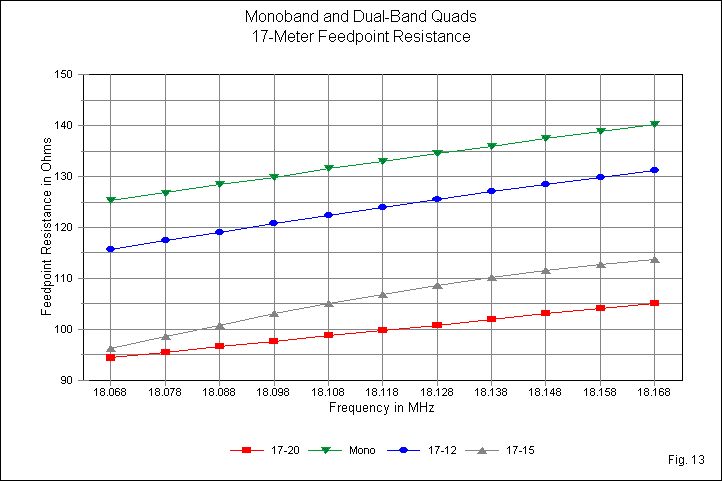 Monoband and Dual-Band Quads
17-Meter Feedpoint Resistance
Feedpoint Resistance in Ohms
150
140
130
120
110
100
90
18.068 18.078 18.088 18.098 18.108 18.118 18.128 18.138 18.148 18.158 18.168
Frequency in MHz
17-20 Mono 17-12 17-15
Fig. 13